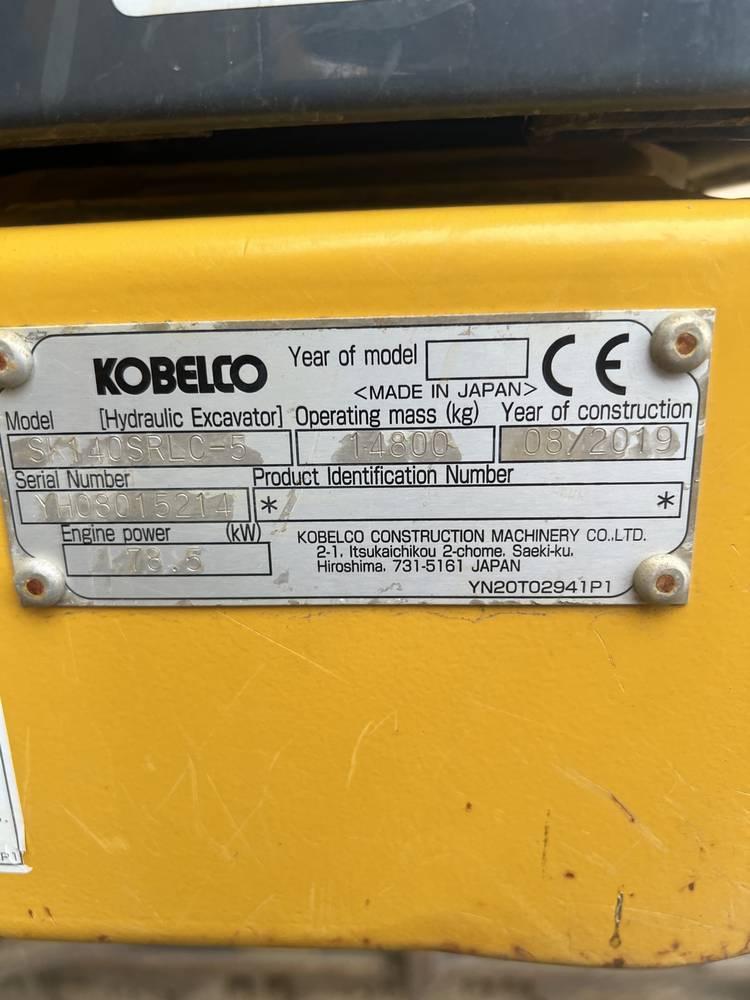 KOBELCO
Year of model
<MADE IN JAPAN>
CE
Model [Hydraulic Excavator]
SK140SRLC-5
Operating mass (kg)
14800
Year of construction
08/2019
Serial Number
YH08015214
Product Identification Number
* *
Engine power (kW)
78.5
KOBELCO CONSTRUCTION MACHINERY CO.,LTD.
2-1, Itsukaichikou 2-chome, Saeki-ku,
Hiroshima, 731-5161 JAPAN
YN20T02941P1